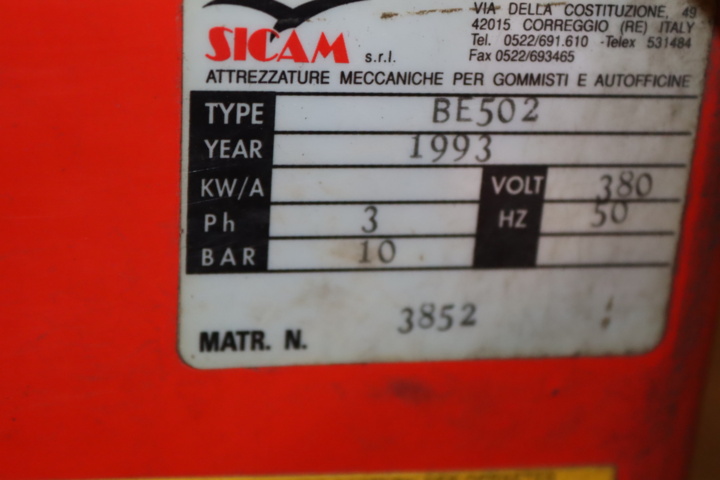 VIA DELLA COSTITUZIONE, 49
42015 CORREGGIO (RE) ITALY
Tel. 0522/691.610 - Telex 531484
Fax 0522/693465
SICAM s.r.l.
ATTREZZATURE MECCANICHE PER GOMMISTI E AUTOFFICINE
TYPE BE502
YEAR 1993
KW/A VOLT 380
Ph 3 HZ 50
BAR 10
MATR. N. 3852